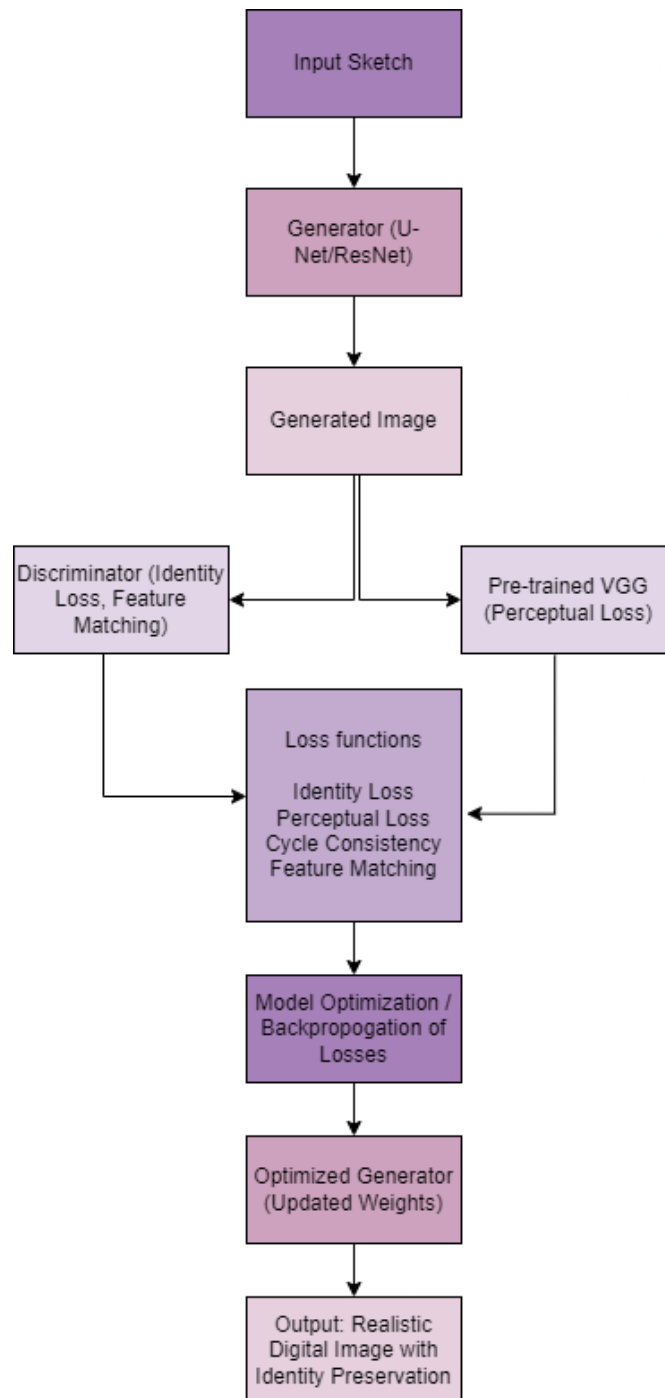 Input Sketch
Generator (U-
Net/ResNet)
Generated Image
Discriminator (Identity
Loss, Feature
Matching)
Pre-trained VGG
(Perceptual Loss)
Loss functions
Identity Loss
Perceptual Loss
Cycle Consistency
Feature Matching
Model Optimization /
Backpropogation of
Losses
Optimized Generator
(Updated Weights)
Output: Realistic
Digital Image with
Identity Preservation